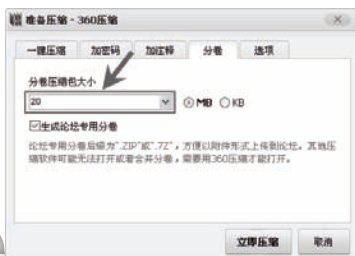 准备压缩 - 360压缩
一键压缩 加密码 加注释 分卷 选项
分卷压缩包大小
20 MB KB
生成论坛专用分卷
论坛专用分卷后缀为".ZIP"或".7Z"，方便以附件形式上传到论坛。其他压
缩软件可能无法打开或者合并分卷，需要用360压缩才能打开。
立即压缩 取消